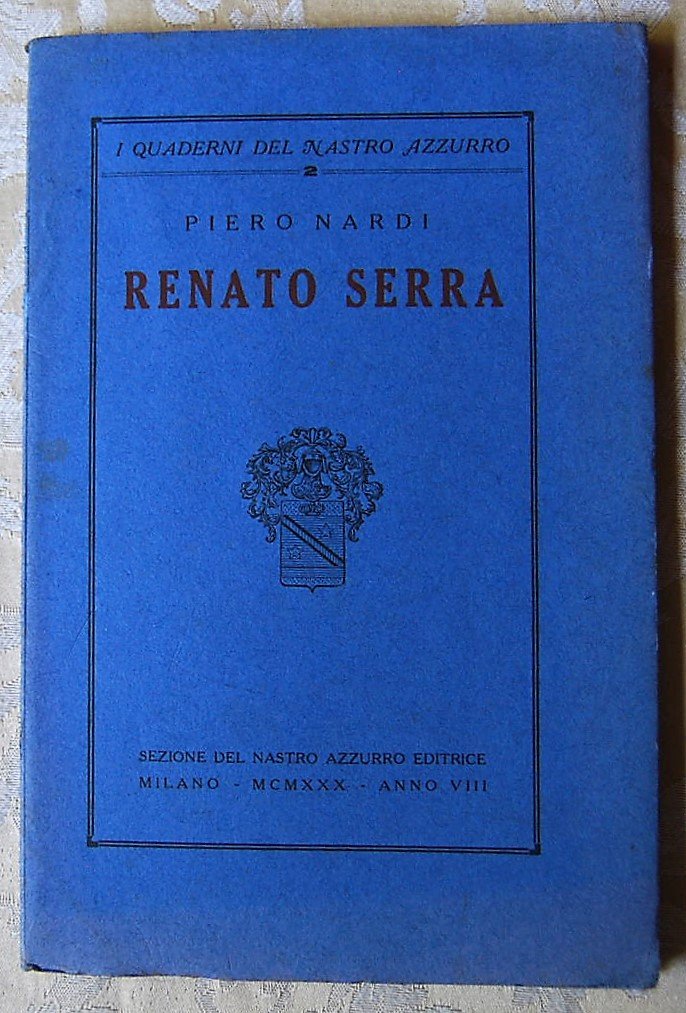 I QUADERNI DEL NASTRO AZZURRO
2
PIERO NARDI
RENATO SERRA
SEZIONE DEL NASTRO AZZURRO EDITRICE
MILANO - MCMXXX - ANNO VIII